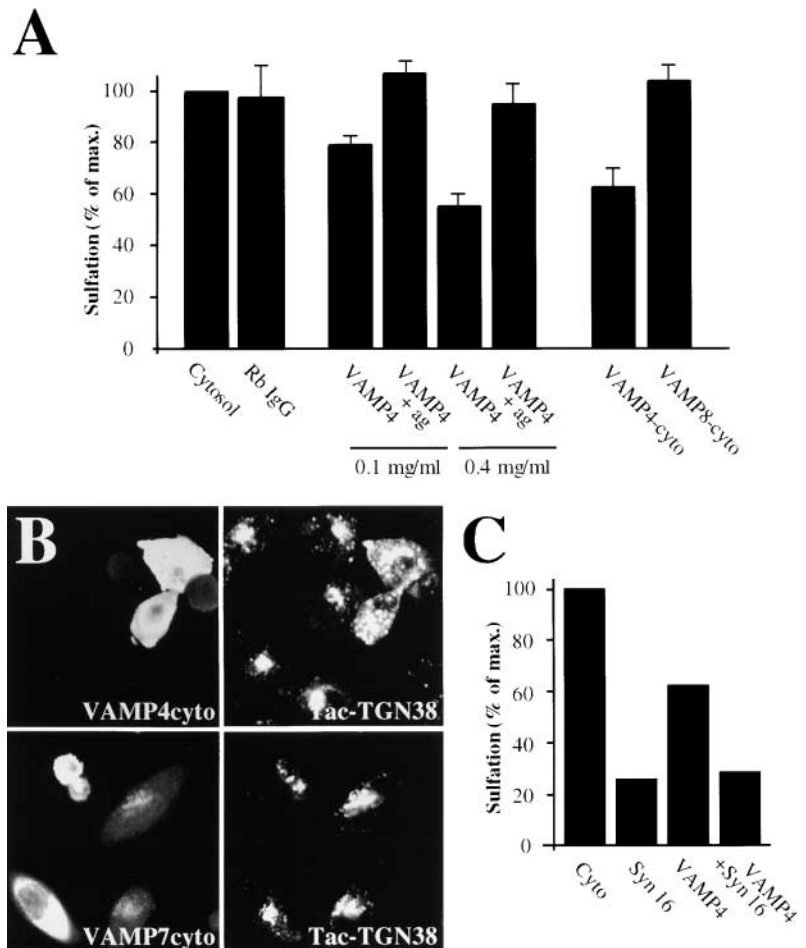 A
Sulfation (% of max.)
100
80
60
40
20
0
Cytosol
Rb IgG
VAMP4
VAMP4
+ ag
VAMP4
VAMP4
+ ag
VAMP4-cyto
VAMP8-cyto
0.1 mg/ml
0.4 mg/ml
B
VAMP4cyto
Tac-TGN38
VAMP7cyto
Tac-TGN38
C
Sulfation (% of max.)
100
80
60
40
20
0
Cyto
Syn 16
VAMP4
VAMP4
+Syn 16